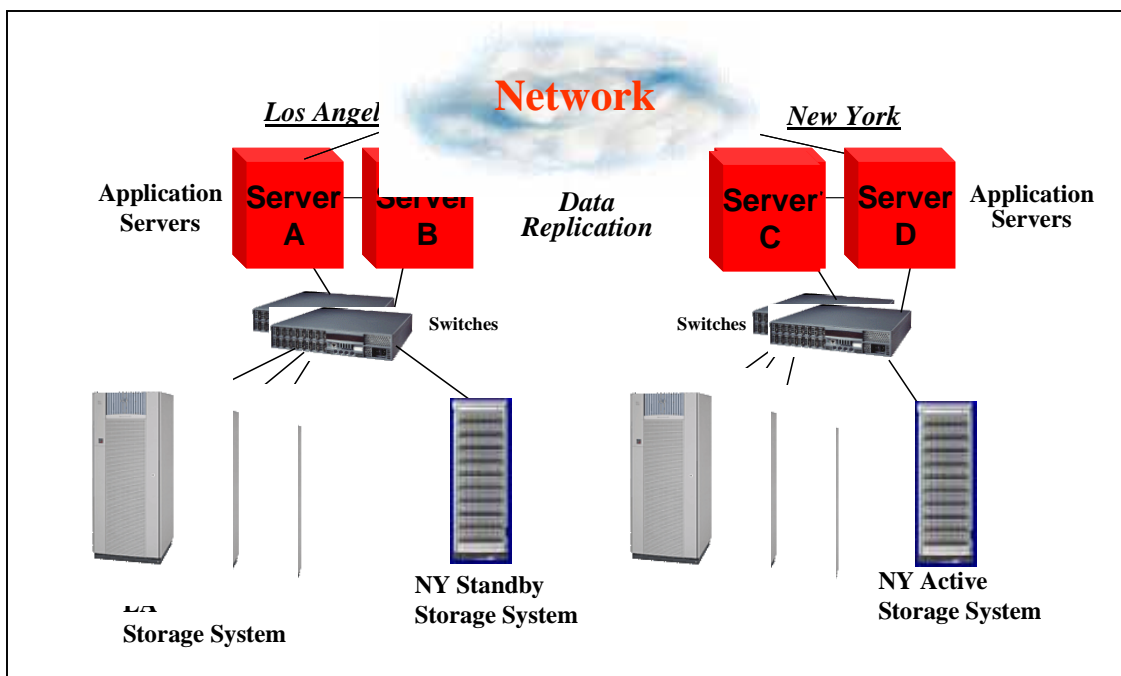 Network
Los Angel
New York
Application
Servers
Server
A
Server
B
Data
Replication
Server
C
Server
D
Application
Servers
Switches
Switches
LA
Storage System
NY Standby
Storage System
NY Active
Storage System